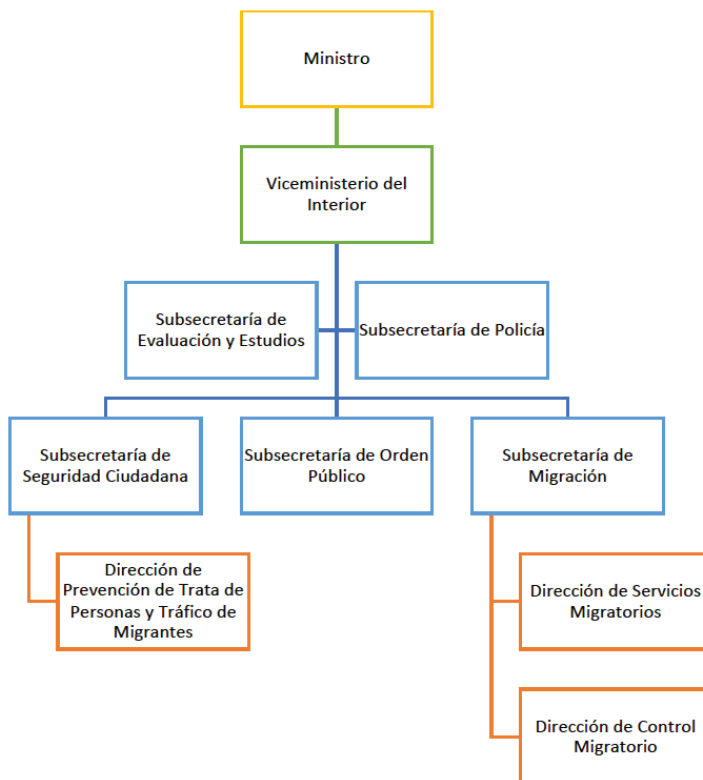 Ministro
Viceministerio del
Interior
Subsecretaría de
Evaluación y Estudios
Subsecretaría de Policía
Subsecretaría de
Seguridad Ciudadana
Subsecretaría de Orden
Público
Subsecretaría de
Migración
Dirección de
Prevención de Trata de
Personas y Tráfico de
Migrantes
Dirección de Servicios
Migratorios
Dirección de Control
Migratorio